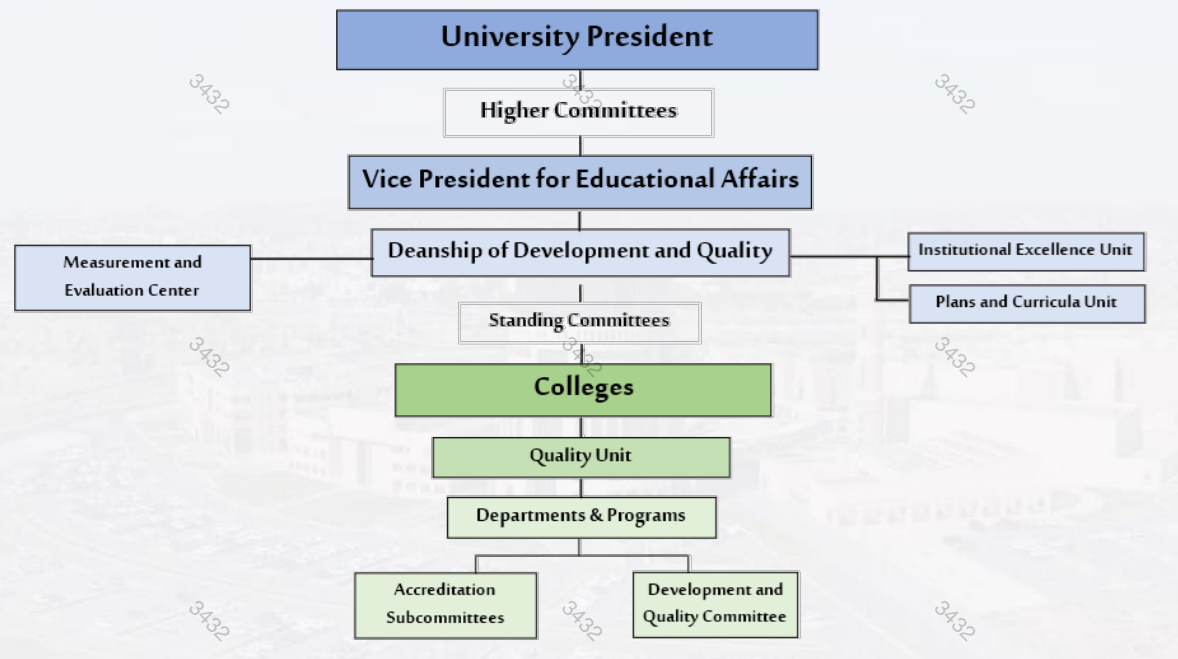 University President
3432
3432
3432
Higher Committees
Vice President for Educational Affairs
Deanship of Development and Quality
Measurement and
Evaluation Center
Institutional Excellence Unit
Plans and Curricula Unit
Standing Committees
3432
3432
3432
Colleges
Quality Unit
Departments & Programs
Accreditation
Subcommittees
Development and
Quality Committee
3432
3432
3432